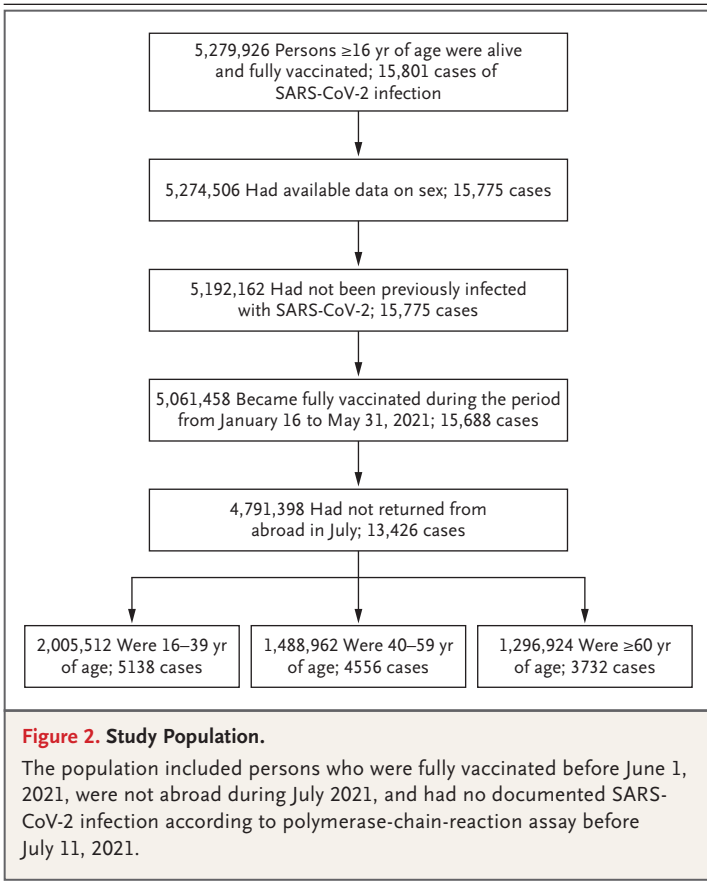 5,279,926 Persons ≥16 yr of age were alive
and fully vaccinated; 15,801 cases of
SARS-CoV-2 infection
5,274,506 Had available data on sex; 15,775 cases
5,192,162 Had not been previously infected
with SARS-CoV-2; 15,775 cases
5,061,458 Became fully vaccinated during the period
from January 16 to May 31, 2021; 15,688 cases
4,791,398 Had not returned from
abroad in July; 13,426 cases
2,005,512 Were 16–39 yr
of age; 5138 cases
1,488,962 Were 40–59 yr
of age; 4556 cases
1,296,924 Were ≥60 yr
of age; 3732 cases
Figure 2. Study Population.
The population included persons who were fully vaccinated before June 1,
2021, were not abroad during July 2021, and had no documented SARS-
CoV-2 infection according to polymerase-chain-reaction assay before
July 11, 2021.